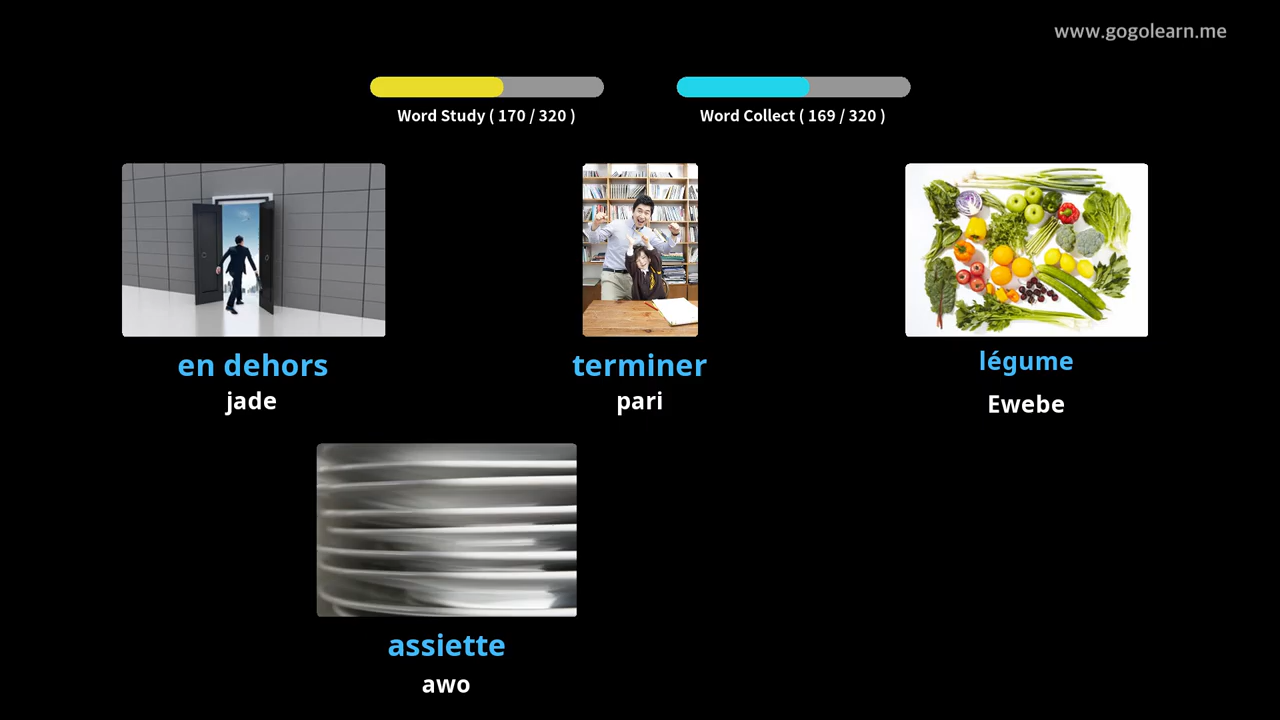 www.gogolearn.me
Word Study ( 170 / 320 )
Word Collect ( 169 / 320 )
en dehors
jade
terminer
pari
légume
Ewebe
assiette
awo